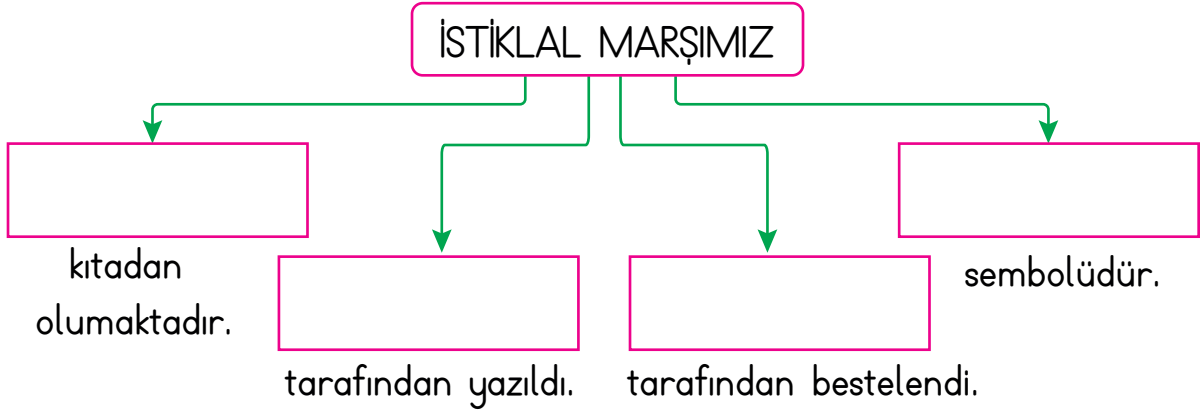 İSTİKLAL MARŞIMIZ
kıtadan
olumaktadır.
tarafından yazıldı.
tarafından bestelendi.
sembolüdür.